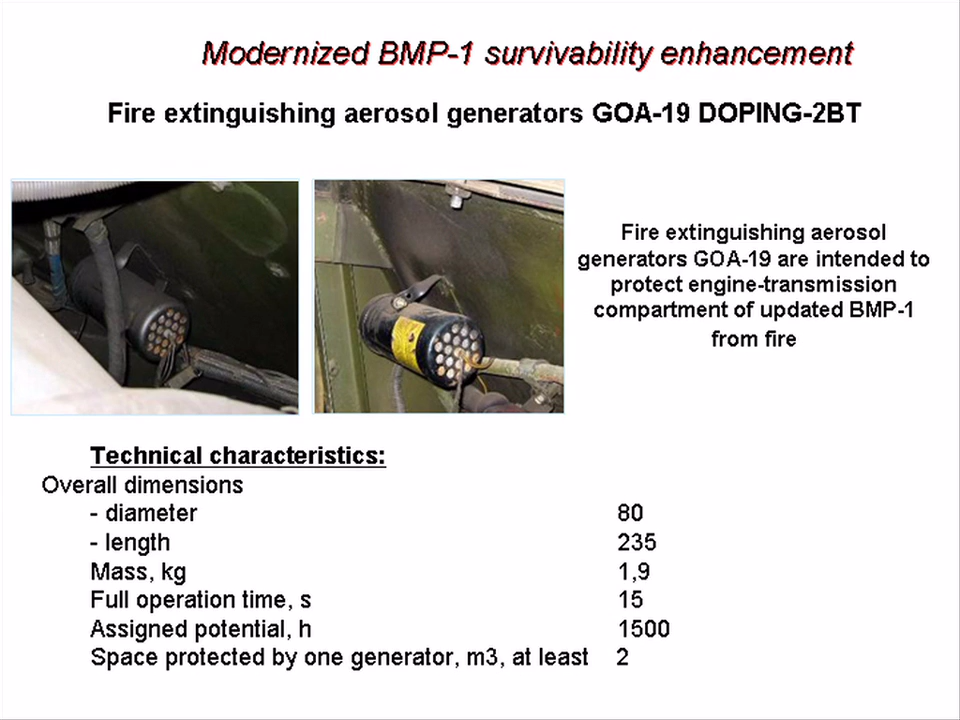 Modernized BMP-1 survivability enhancement
Fire extinguishing aerosol generators GOA-19 DOPING-2BT
Fire extinguishing aerosol
generators GOA-19 are intended to
protect engine-transmission
compartment of updated BMP-1
from fire
Technical characteristics:
Overall dimensions
- diameter 80
- length 235
Mass, kg 1,9
Full operation time, s 15
Assigned potential, h 1500
Space protected by one generator, m3, at least 2